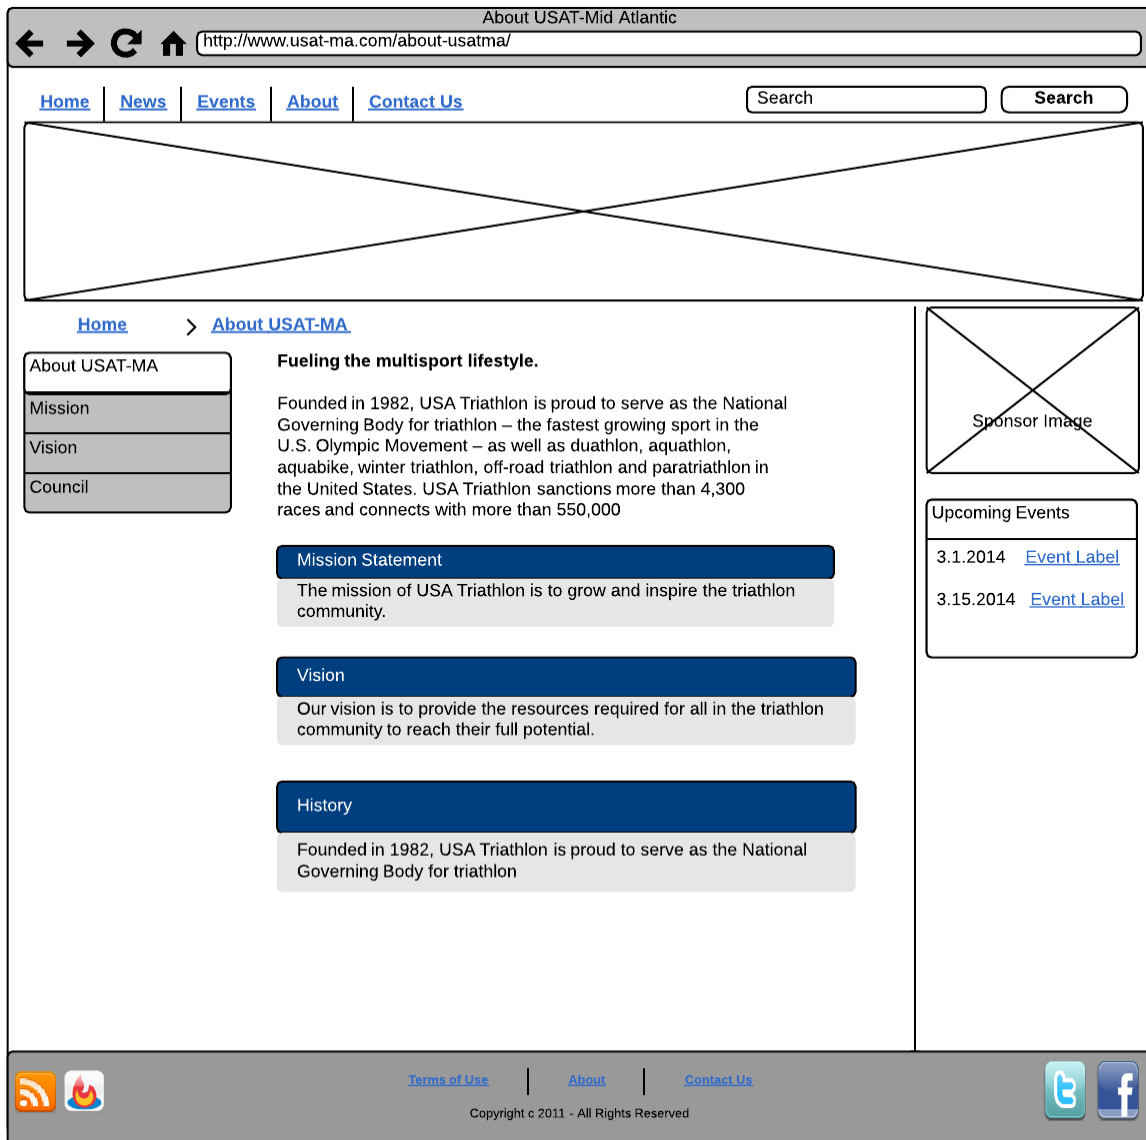 About USAT-Mid Atlantic
http://www.usat-ma.com/about-usatma/
Home News Events About Contact Us Search Search
Home > About USAT-MA
About USAT-MA
Mission
Vision
Council
Fueling the multisport lifestyle.
Founded in 1982, USA Triathlon is proud to serve as the National
Governing Body for triathlon – the fastest growing sport in the
U.S. Olympic Movement – as well as duathlon, aquathlon,
aquabike, winter triathlon, off-road triathlon and paratriathlon in
the United States. USA Triathlon sanctions more than 4,300
races and connects with more than 550,000
Mission Statement
The mission of USA Triathlon is to grow and inspire the triathlon
community.
Vision
Our vision is to provide the resources required for all in the triathlon
community to reach their full potential.
History
Founded in 1982, USA Triathlon is proud to serve as the National
Governing Body for triathlon
Sponsor Image
Upcoming Events
3.1.2014 Event Label
3.15.2014 Event Label
Terms of Use About Contact Us
Copyright c 2011 - All Rights Reserved